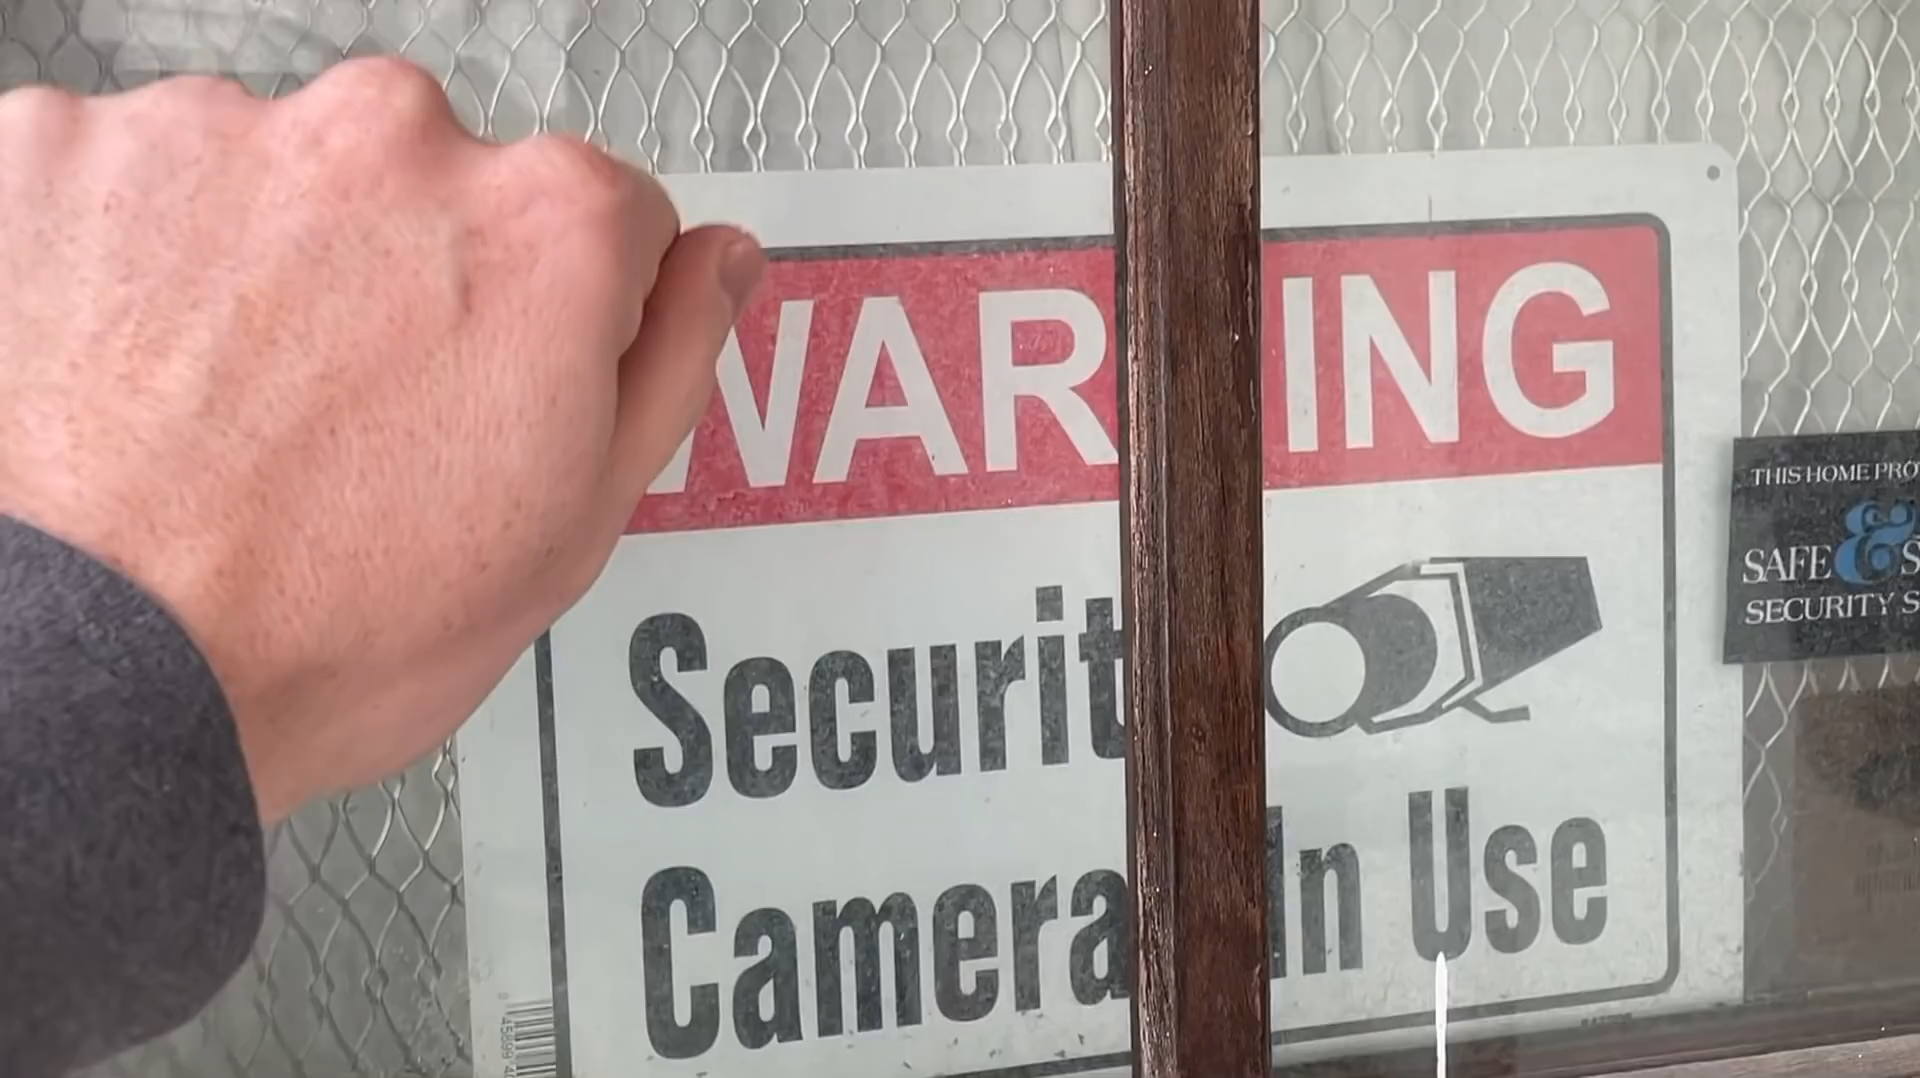 WAR ING
Securit
Camera In Use
THIS HOME PRO
SAFE & S
SECURITY S